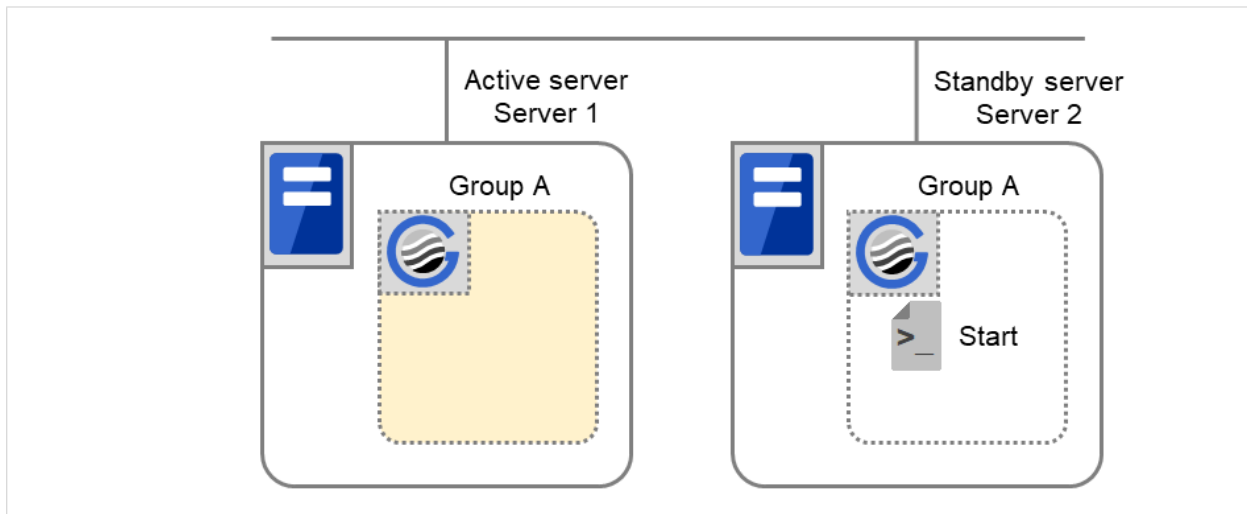 Active server
Server 1
Standby server
Server 2
Group A
Group A
>_
Start